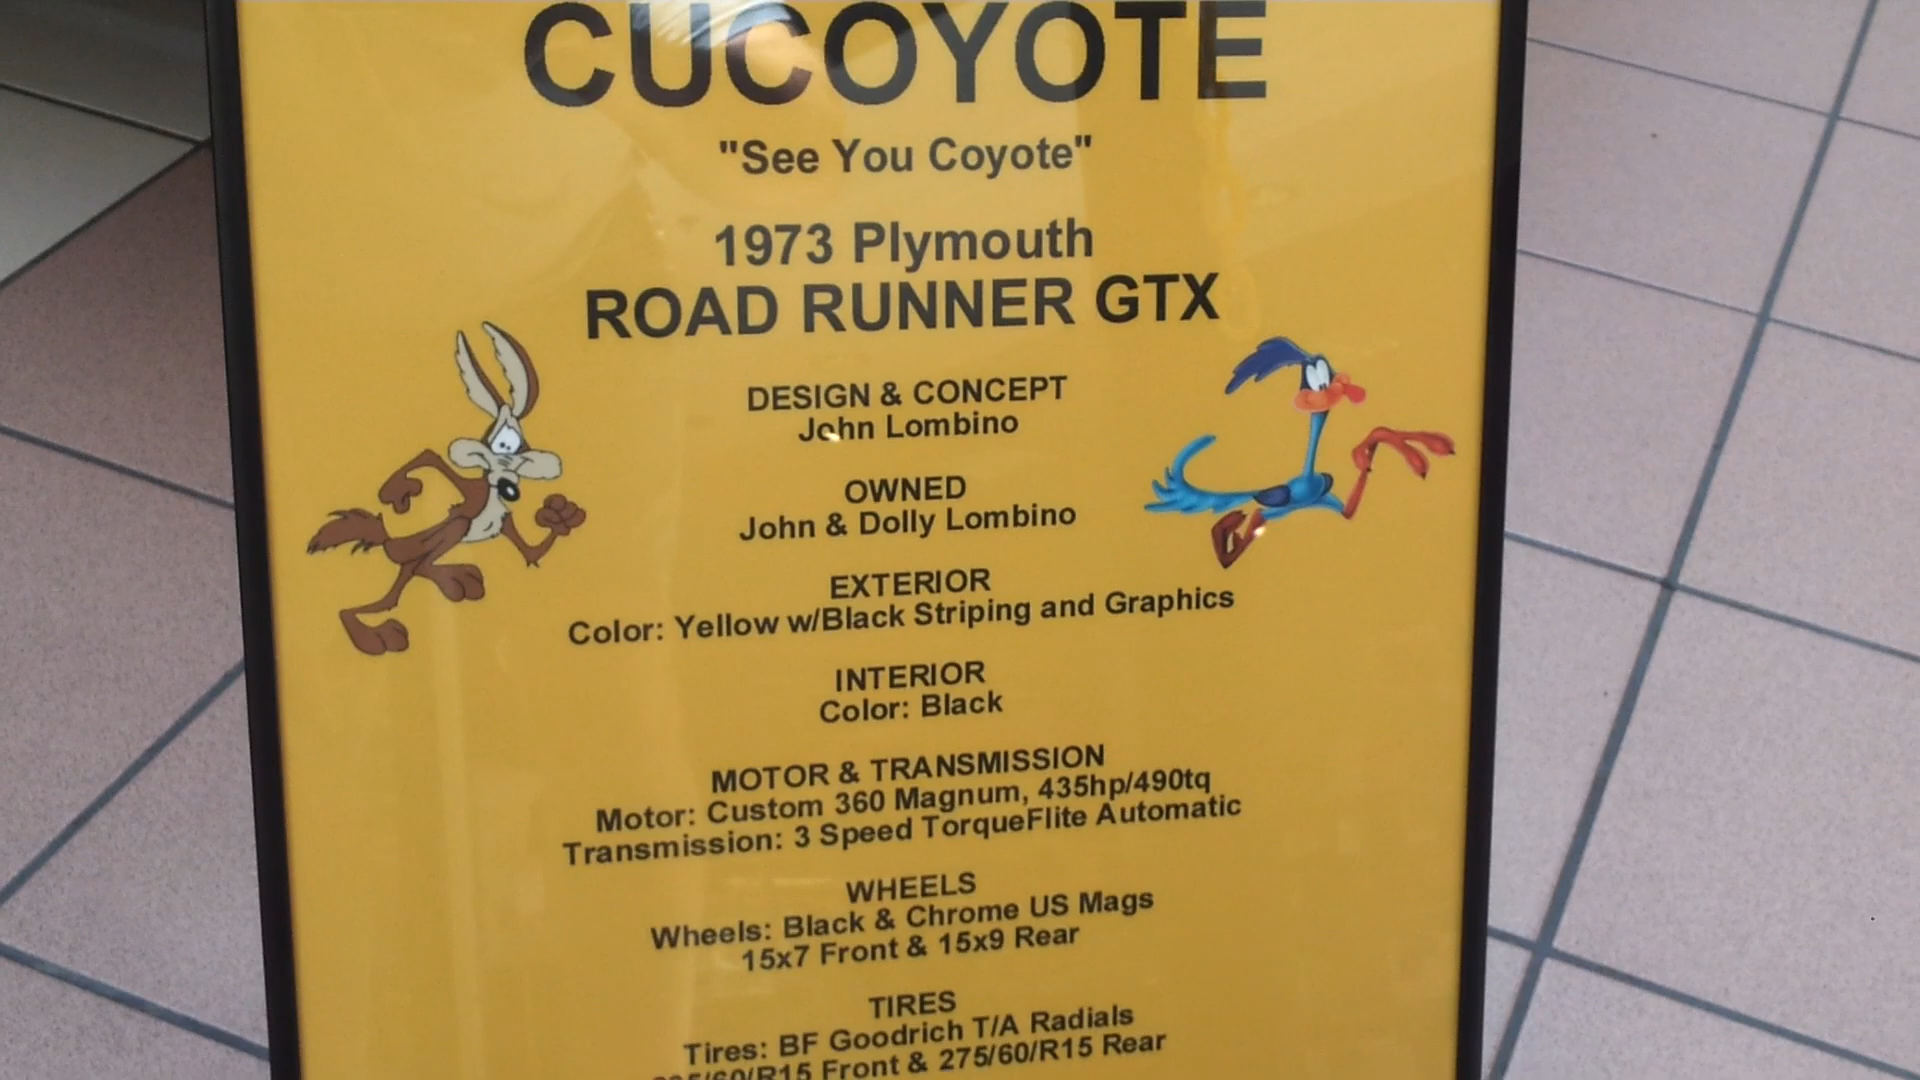 CUCOYOTE
"See You Coyote"
1973 Plymouth
ROAD RUNNER GTX
DESIGN & CONCEPT
John Lombino
OWNED
John & Dolly Lombino
EXTERIOR
Color: Yellow w/Black Striping and Graphics
INTERIOR
Color: Black
MOTOR & TRANSMISSION
Motor: Custom 360 Magnum, 435hp/490tq
Transmission: 3 Speed TorqueFlite Automatic
WHEELS
Wheels: Black & Chrome US Mags
15x7 Front & 15x9 Rear
TIRES
Tires: BF Goodrich T/A Radials
Front & 275/60/R15 Rear